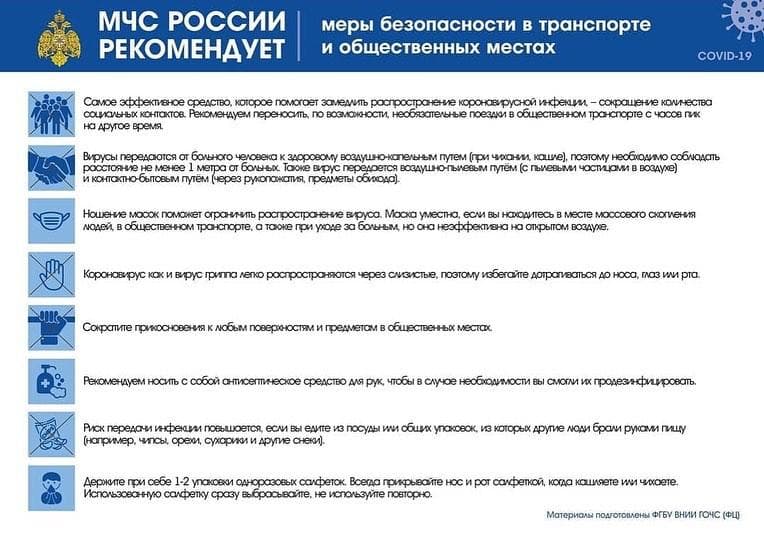 МЧС РОССИИ
РЕКОМЕНДУЕТ
меры безопасности в транспорте
и общественных местах
COVID-19
Самое эффективное средство, которое помогает замедлить распространение коронавирусной инфекции, – сокращение количества
социальных контактов. Рекомендуем переносить, по возможности, необязательные поездки в общественном транспорте с часов пик
на другое время.
Вирусы передаются от больного человека к здоровому воздушно-капельным путем (при чихании, кашле), поэтому необходимо соблюдать
расстояние не менее 1 метра от больных. Также вирус передается воздушно-пылевым путём (с пылевыми частицами в воздухе)
и контактно-бытовым путём (через рукопожатия, предметы обихода).
Ношение масок поможет ограничить распространение вируса. Маска уместна, если вы находитесь в месте массового скопления
людей, в общественном транспорте, а также при уходе за больным, но она неэффективна на открытом воздухе.
Коронавирус как и вирус гриппа легко распространяются через слизистые, поэтому избегайте дотрагиваться до носа, глаз или рта.
Сократите прикосновения к любым поверхностям и предметам в общественных местах.
Рекомендуем носить с собой антисептическое средство для рук, чтобы в случае необходимости вы смогли их продезинфицировать.
Риск передачи инфекции повышается, если вы едите из посуды или общих упаковок, из которых другие люди брали руками пищу
(например, чипсы, орехи, сухарики и другие снеки).
Держите при себе 1-2 упаковки одноразовых салфеток. Всегда прикрывайте нос и рот салфеткой, когда кашляете или чихаете.
Использованную салфетку сразу выбрасывайте, не используйте повторно.
Материалы подготовлены ФГБУ ВНИИ ГОЧС (ФЦ)